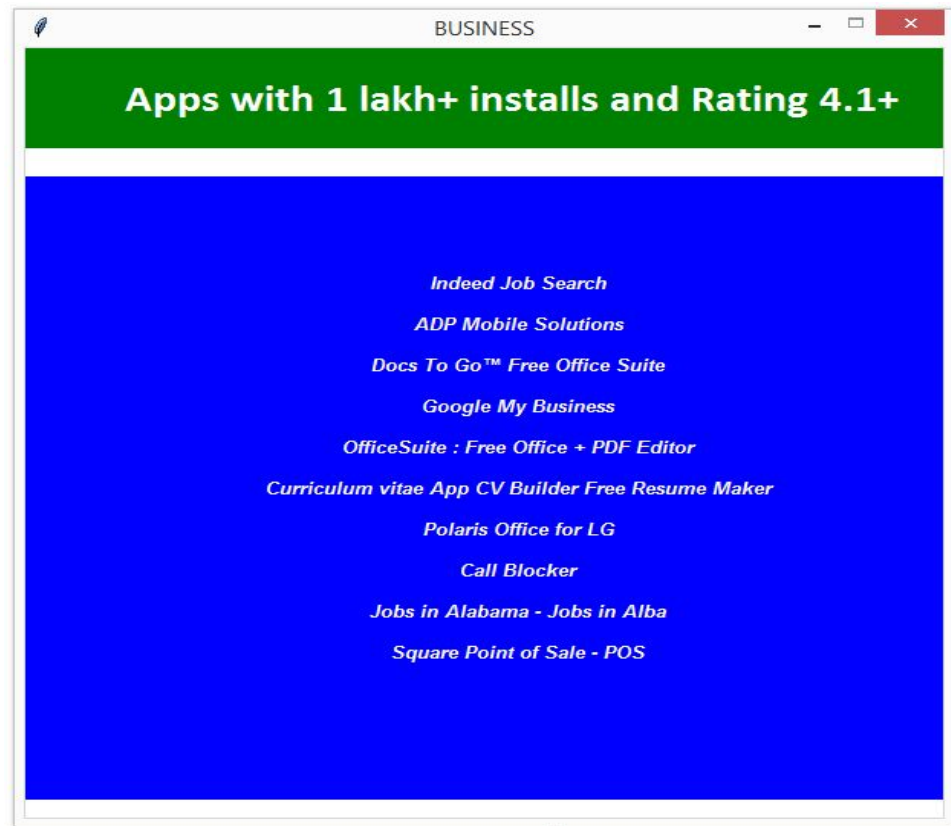 BUSINESS
Apps with 1 lakh+ installs and Rating 4.1+
Indeed Job Search
ADP Mobile Solutions
Docs To Go™ Free Office Suite
Google My Business
OfficeSuite : Free Office + PDF Editor
Curriculum vitae App CV Builder Free Resume Maker
Polaris Office for LG
Call Blocker
Jobs in Alabama - Jobs in Alba
Square Point of Sale - POS